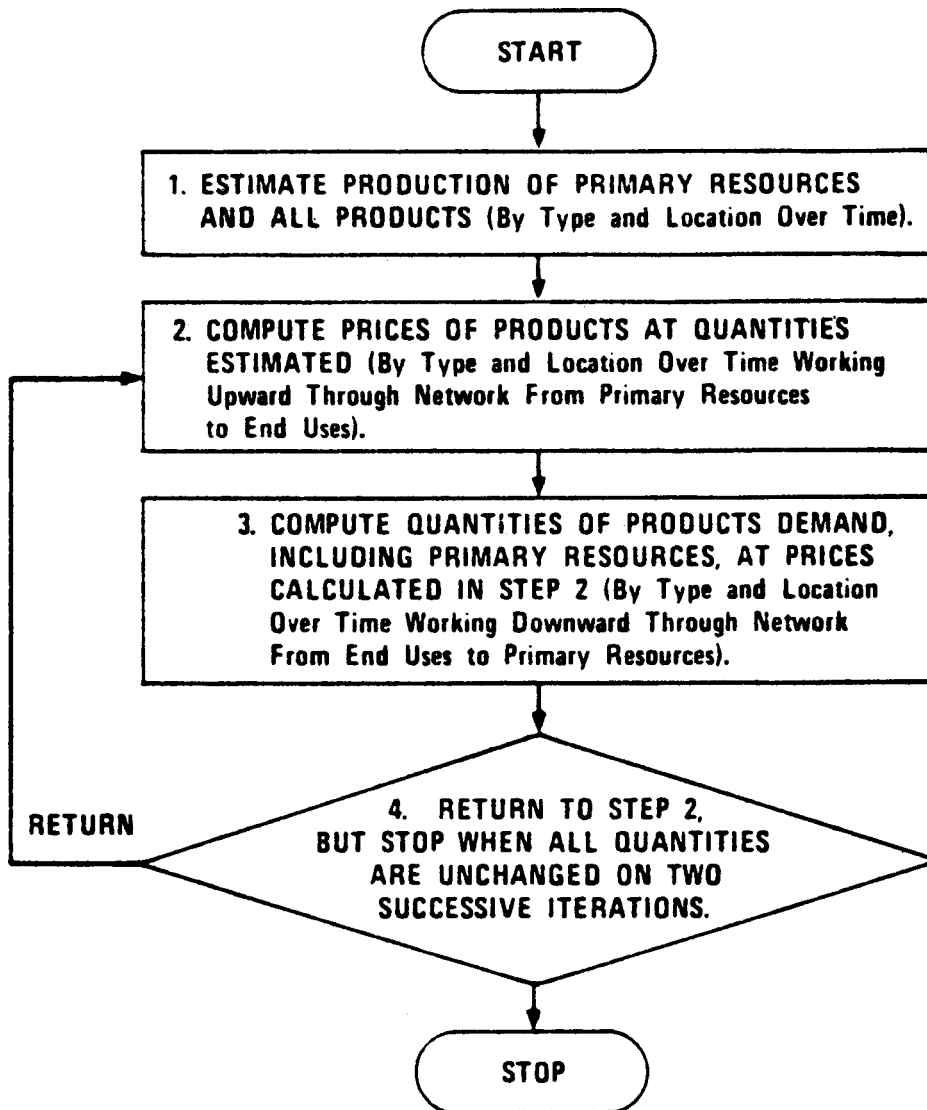 START
1. ESTIMATE PRODUCTION OF PRIMARY RESOURCES
AND ALL PRODUCTS (By Type and Location Over Time).
2. COMPUTE PRICES OF PRODUCTS AT QUANTITIES
ESTIMATED (By Type and Location Over Time Working
Upward Through Network From Primary Resources
to End Uses).
3. COMPUTE QUANTITIES OF PRODUCTS DEMAND,
INCLUDING PRIMARY RESOURCES, AT PRICES
CALCULATED IN STEP 2 (By Type and Location
Over Time Working Downward Through Network
From End Uses to Primary Resources).
RETURN
4. RETURN TO STEP 2,
BUT STOP WHEN ALL QUANTITIES
ARE UNCHANGED ON TWO
SUCCESSIVE ITERATIONS.
STOP